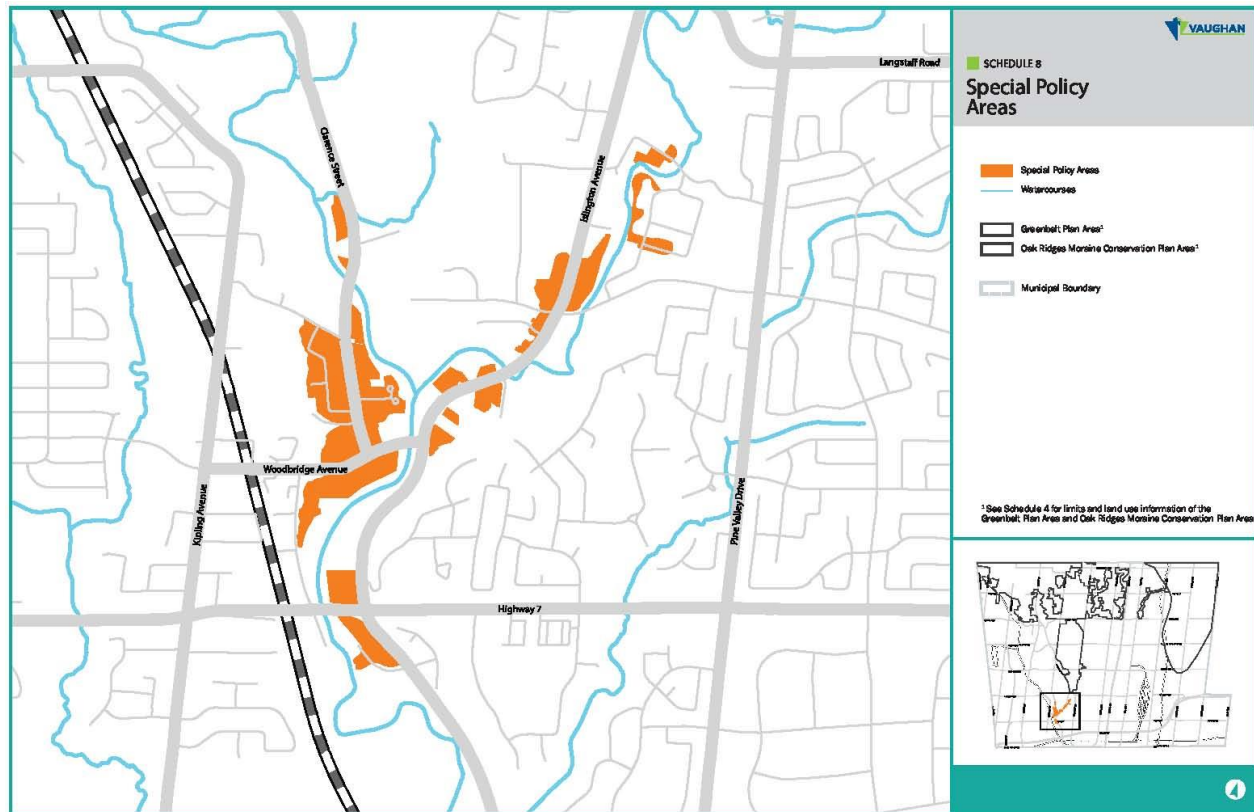 VAUGHAN
SCHEDULE 8
Special Policy
Areas
Special Policy Areas
Watercourses
Greenbelt Plan Area¹
Oak Ridges Moraine Conservation Plan Area¹
Municipal Boundary
¹ See Schedule 4 for limits and land use information of the
Greenbelt Plan Area and Oak Ridges Moraine Conservation Plan Area
Langstaff Road
Clarence Street
Islington Avenue
Woodbridge Avenue
Kipling Avenue
Pine Valley Drive
Highway 7